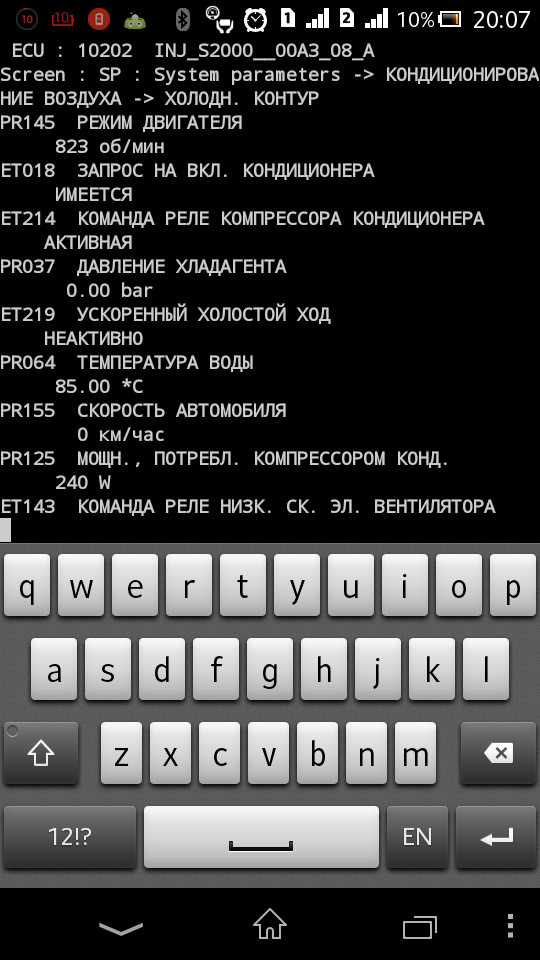 10 10 8 1 2 10% 20:07
ECU : 10202 INJ_S2000__00A3_08_A
Screen : SP : System parameters -> КОНДИЦИОНИРОВА
НИЕ ВОЗДУХА -> ХОЛОДН. КОНТУР
PR145 РЕЖИМ ДВИГАТЕЛЯ
823 об/мин
ET018 ЗАПРОС НА ВКЛ. КОНДИЦИОНЕРА
ИМЕЕТСЯ
ET214 КОМАНДА РЕЛЕ КОМПРЕССОРА КОНДИЦИОНЕРА
АКТИВНАЯ
PR037 ДАВЛЕНИЕ ХЛАДАГЕНТА
0.00 bar
ET219 УСКОРЕННЫЙ ХОЛОСТОЙ ХОД
НЕАКТИВНО
PR064 ТЕМПЕРАТУРА ВОДЫ
85.00 *C
PR155 СКОРОСТЬ АВТОМОБИЛЯ
0 км/час
PR125 МОЩН., ПОТРЕБЛ. КОМПРЕССОРОМ КОНД.
240 W
ET143 КОМАНДА РЕЛЕ НИЗК. СК. ЭЛ. ВЕНТИЛЯТОРА
q w e r t y u i o p
a s d f g h j k l
z x c v b n m
12!? EN